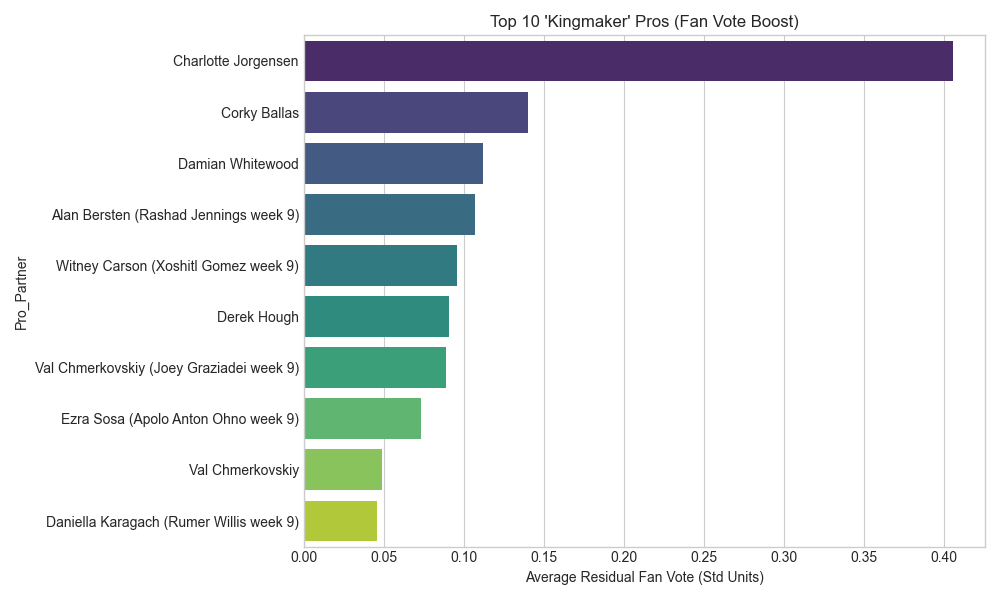 Top 10 'Kingmaker' Pros (Fan Vote Boost)
Pro_Partner
Charlotte Jorgensen
Corky Ballas
Damian Whitewood
Alan Bersten (Rashad Jennings week 9)
Witney Carson (Xoshitl Gomez week 9)
Derek Hough
Val Chmerkovskiy (Joey Graziadei week 9)
Ezra Sosa (Apolo Anton Ohno week 9)
Val Chmerkovskiy
Daniella Karagach (Rumer Willis week 9)
0.00 0.05 0.10 0.15 0.20 0.25 0.30 0.35 0.40
Average Residual Fan Vote (Std Units)